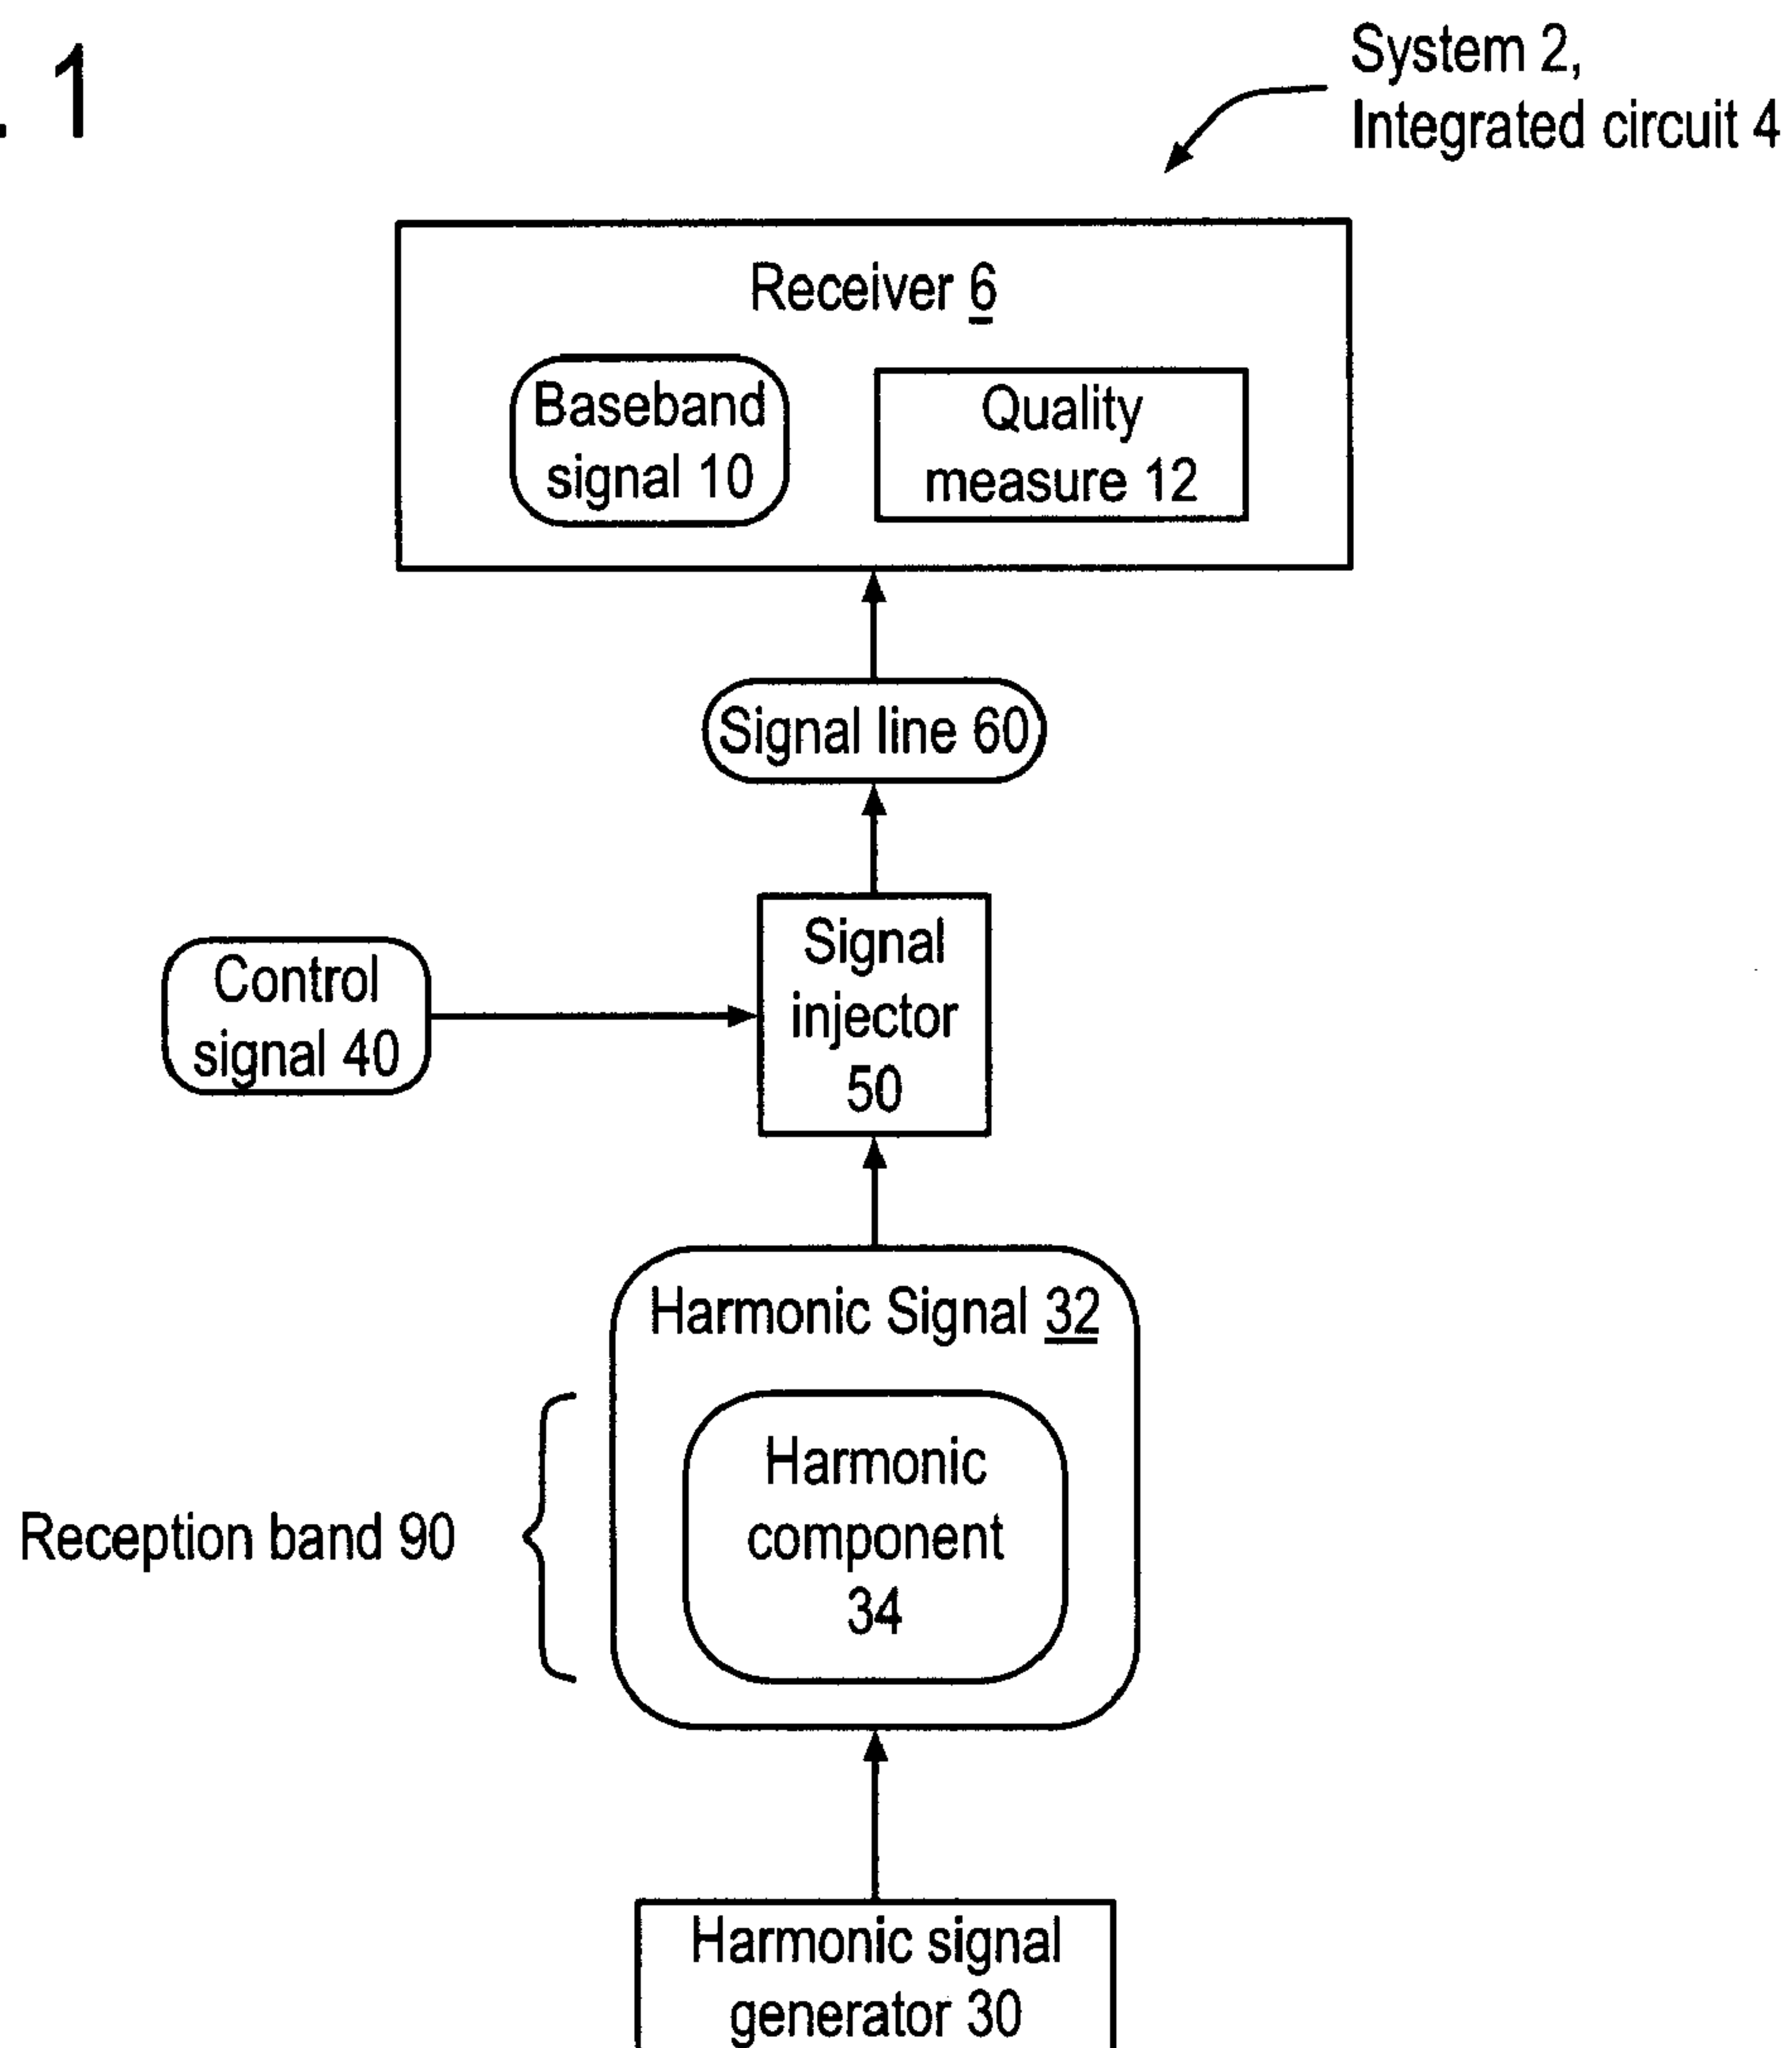 . 1
System 2,
Integrated circuit 4
Receiver 6
Baseband
signal 10
Quality
measure 12
Signal line 60
Control
signal 40
Signal
injector
50
Harmonic Signal 32
Harmonic
component
34
Reception band 90
Harmonic signal
generator 30